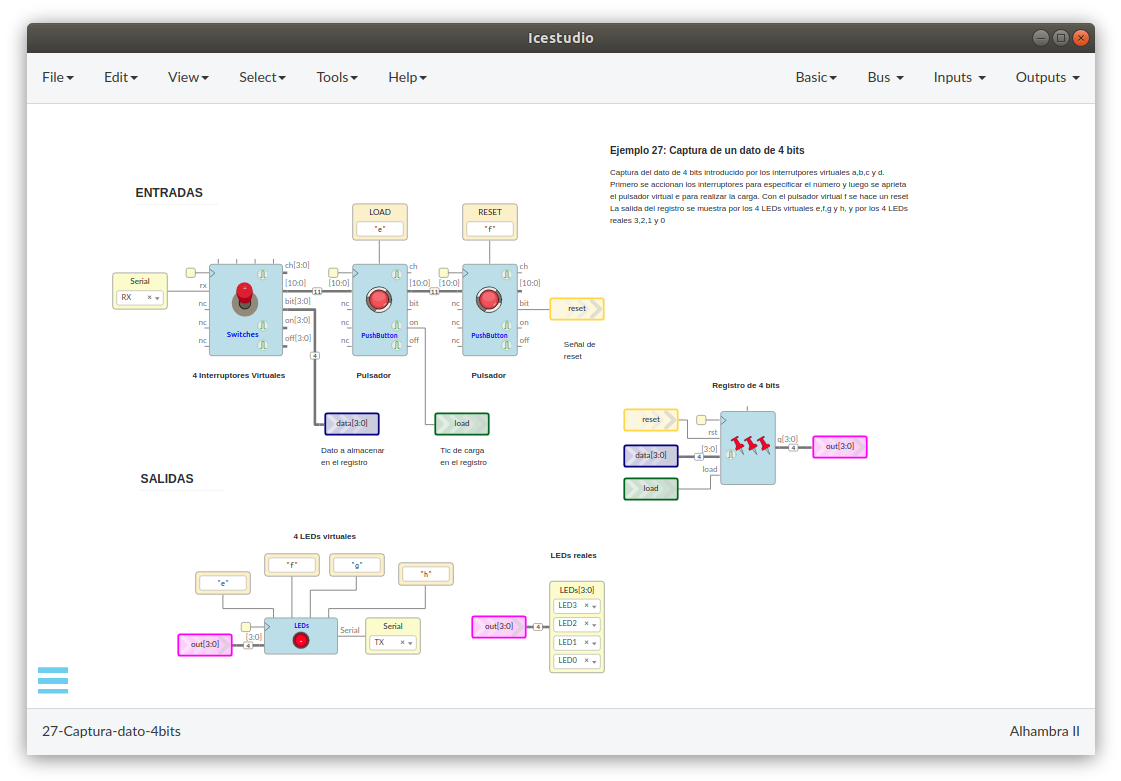 Icestudio
File Edit View Select Tools Help Basic Bus Inputs Outputs
Ejemplo 27: Captura de un dato de 4 bits
Captura del dato de 4 bits introducido por los interrutpores virtuales a,b,c y d.
Primero se accionan los interruptores para especificar el número y luego se aprieta
el pulsador virtual e para realizar la carga. Con el pulsador virtual f se hace un reset
La salida del registro se muestra por los 4 LEDs virtuales e,f,g y h, y por los 4 LEDs
reales 3,2,1 y 0
ENTRADAS
LOAD
"e"
RESET
"f"
Serial
RX
rx
nc
nc
nc
Switches
ch[3:0]
[10:0]
bit[3:0]
on[3:0]
off[3:0]
11
4
[10:0]
nc
nc
nc
PushButton
ch
[10:0]
bit
on
off
11
[10:0]
nc
nc
nc
PushButton
ch
[10:0]
bit
on
off
reset
Señal de
reset
4 Interruptores Virtuales
Pulsador
Pulsador
data[3:0]
load
Dato a almacenar
en el registro
Tic de carga
en el registro
Registro de 4 bits
reset
data[3:0]
load
4
rst
[3:0]
load
q[3:0]
4
out[3:0]
SALIDAS
4 LEDs virtuales
"e"
"f"
"g"
"h"
out[3:0]
4
[3:0]
LEDs
Serial
Serial
TX
LEDs reales
out[3:0]
4
LEDs[3:0]
LED3
LED2
LED1
LED0
27-Captura-dato-4bits
Alhambra II